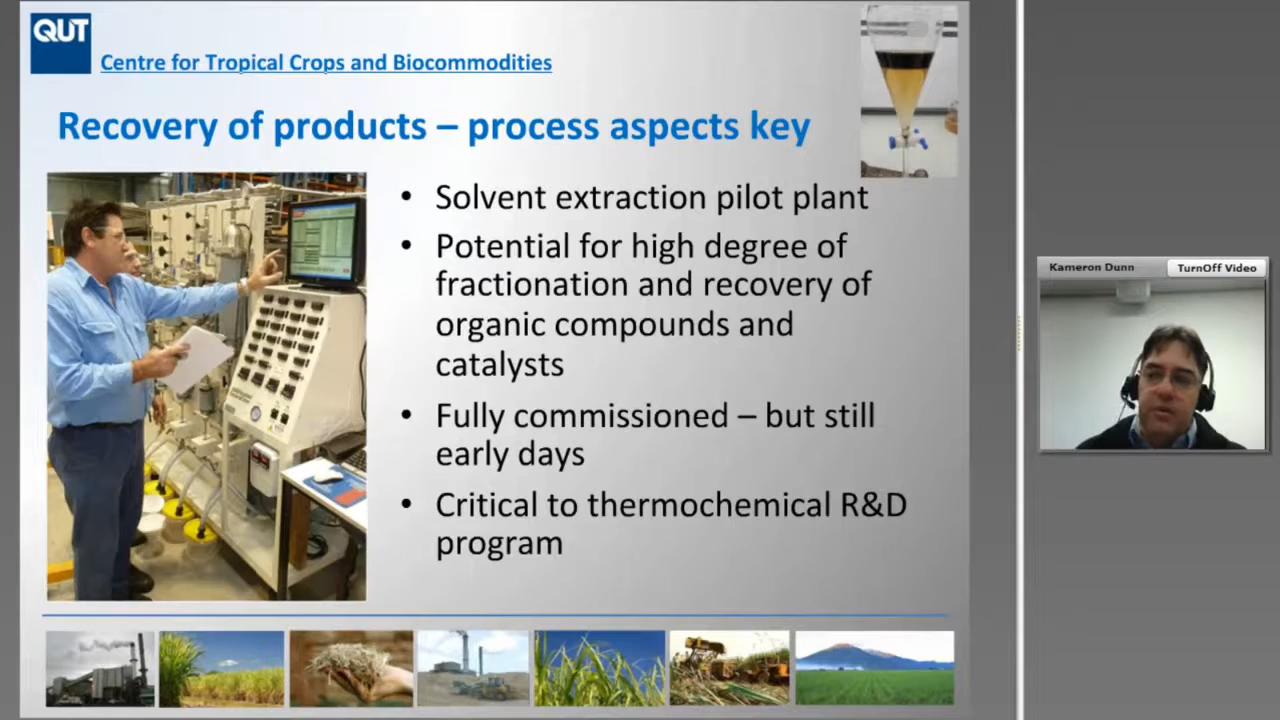 QUT
Centre for Tropical Crops and Biocommodities
Recovery of products – process aspects key
• Solvent extraction pilot plant
• Potential for high degree of
fractionation and recovery of
organic compounds and
catalysts
• Fully commissioned – but still
early days
• Critical to thermochemical R&D
program
Kameron Dunn
TurnOff Video